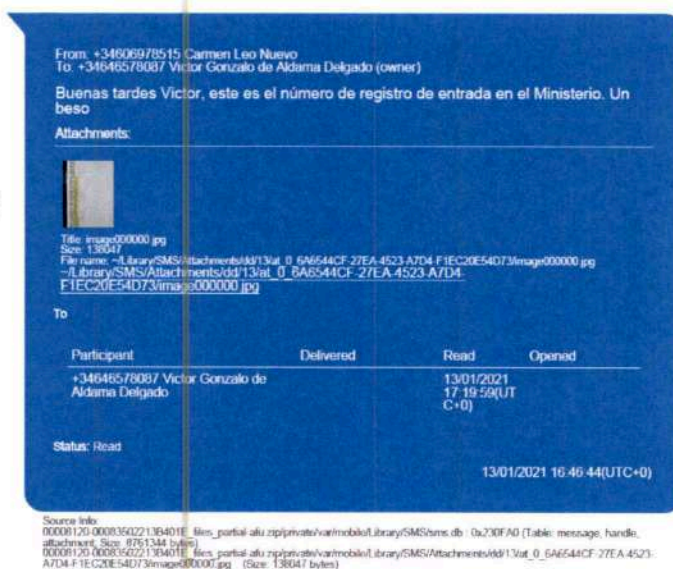 From: +34606978515 Carmen Leo Nuevo
To: +34646578087 Victor Gonzalo de Aldama Delgado (owner)
Buenas tardes Victor, este es el número de registro de entrada en el Ministerio. Un
beso
Attachments:
Title: image000000.jpg
Size: 138047
File name: ~/Library/SMS/Attachments/dd/13/at_0_6A6544CF-27EA-4523-A7D4-F1EC20E54D73/image000000.jpg
~/Library/SMS/Attachments/dd/13/at_0_6A6544CF-27EA-4523-A7D4-
F1EC20E54D73/image000000.jpg
To
Participant Delivered Read Opened
+34646578087 Victor Gonzalo de 13/01/2021
Aldama Delgado 17:19:59(UT
C+0)
Status: Read
13/01/2021 16:46:44(UTC+0)
Source Info:
files_partial-afu.zip/private/var/mobile/Library/SMS/sms.db : 0x230FA0 (Table: message, handle,
attachment, Size: 8761344 bytes)
files_partial-afu.zip/private/var/mobile/Library/SMS/Attachments/dd/13/at_0_6A6544CF-27EA-4523-
A7D4-F1EC20E54D73/image000000.jpg (Size: 138047 bytes)